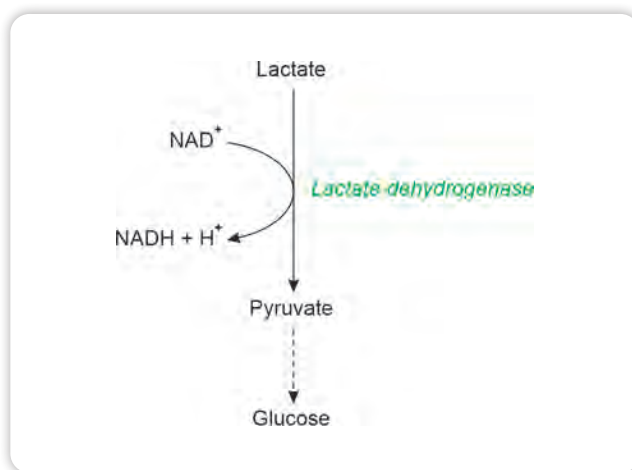 Lactate
NAD+
Lactate dehydrogenase
NADH + H+
Pyruvate
Glucose